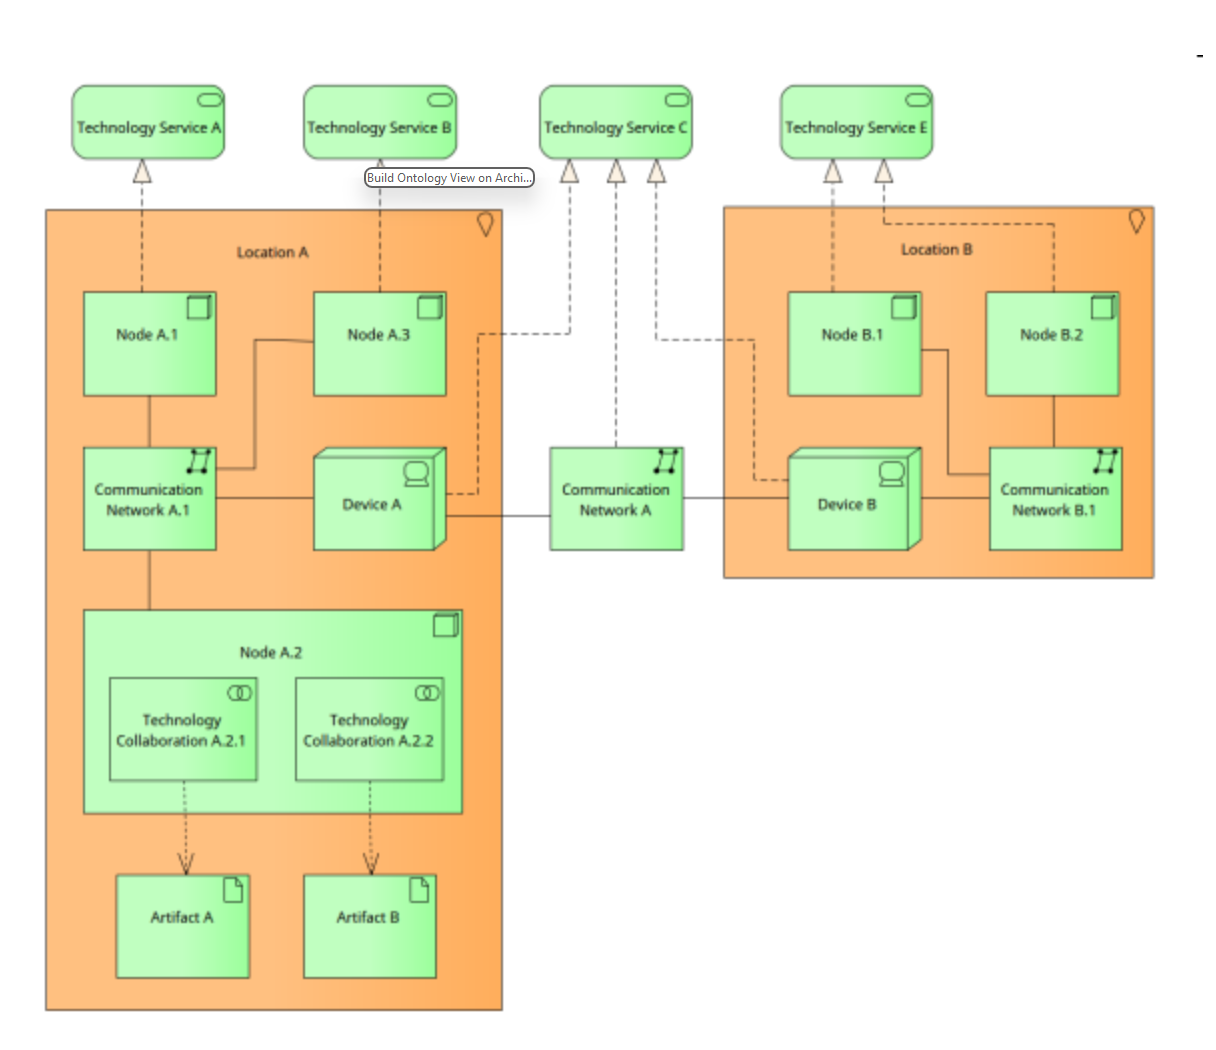 Technology Service A
Technology Service B
Technology Service C
Technology Service E
Build Ontology View on Archi...
Location A
Location B
Node A.1
Node A.3
Node B.1
Node B.2
Communication
Network A.1
Device A
Communication
Network A
Device B
Communication
Network B.1
Node A.2
Technology
Collaboration A.2.1
Technology
Collaboration A.2.2
Artifact A
Artifact B